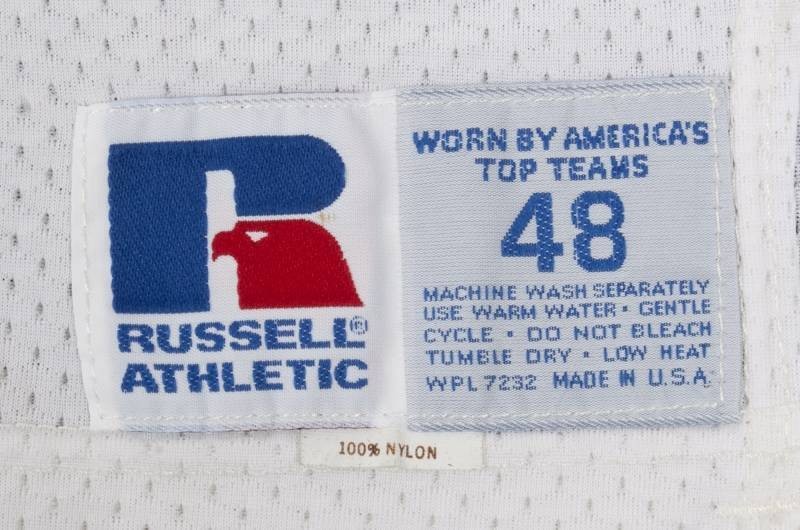 RUSSELL®
ATHLETIC
WORN BY AMERICA'S
TOP TEAMS
48
MACHINE WASH SEPARATELY
USE WARM WATER · GENTLE
CYCLE · DO NOT BLEACH
TUMBLE DRY · LOW HEAT
WPL 7232 MADE IN U.S.A.
100% NYLON